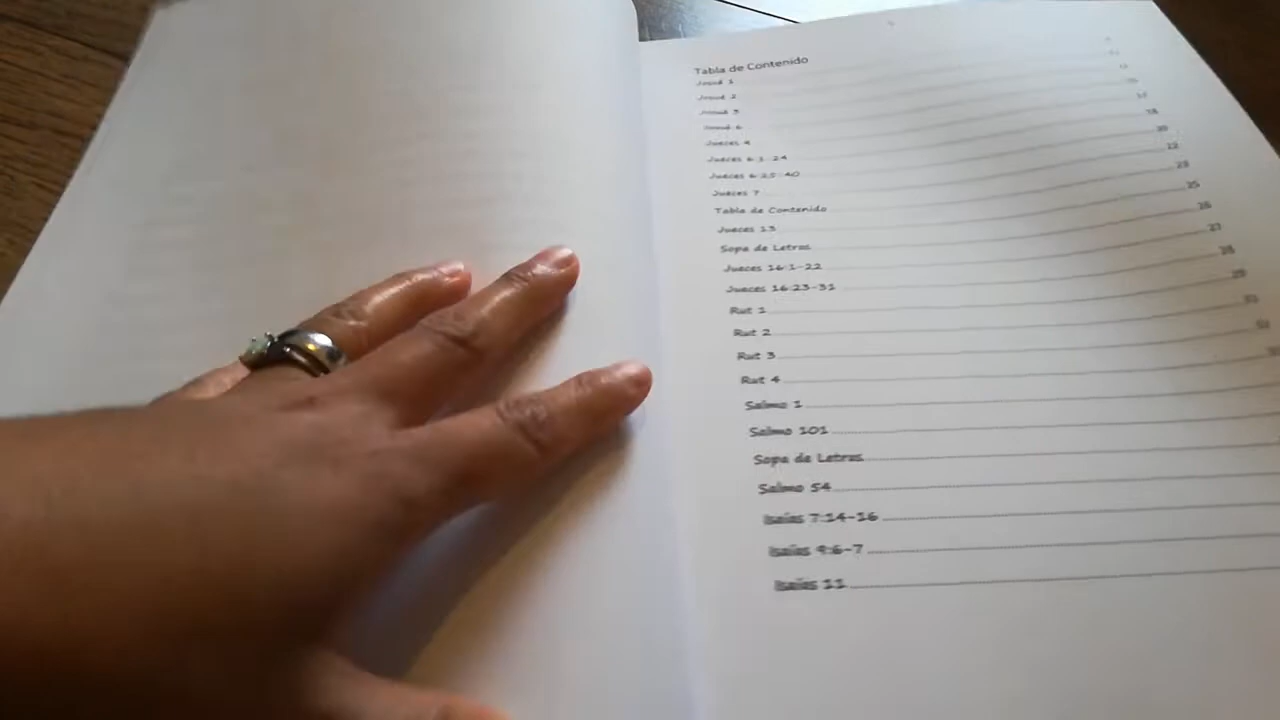 Tabla de Contenido
Josué 1
Josué 2
Josué 3
Josué 6
Jueces 4
Jueces 6:1-24
Jueces 6:25-40
Jueces 7
Tabla de Contenido
Jueces 13
Sopa de Letras
Jueces 16:1-22
Jueces 16:23-31
Rut 1
Rut 2
Rut 3
Rut 4
Salmo 1
Salmo 101
Sopa de Letras
Salmo 54
Isaías 7:14-16
Isaías 9:6-7
Isaías 11